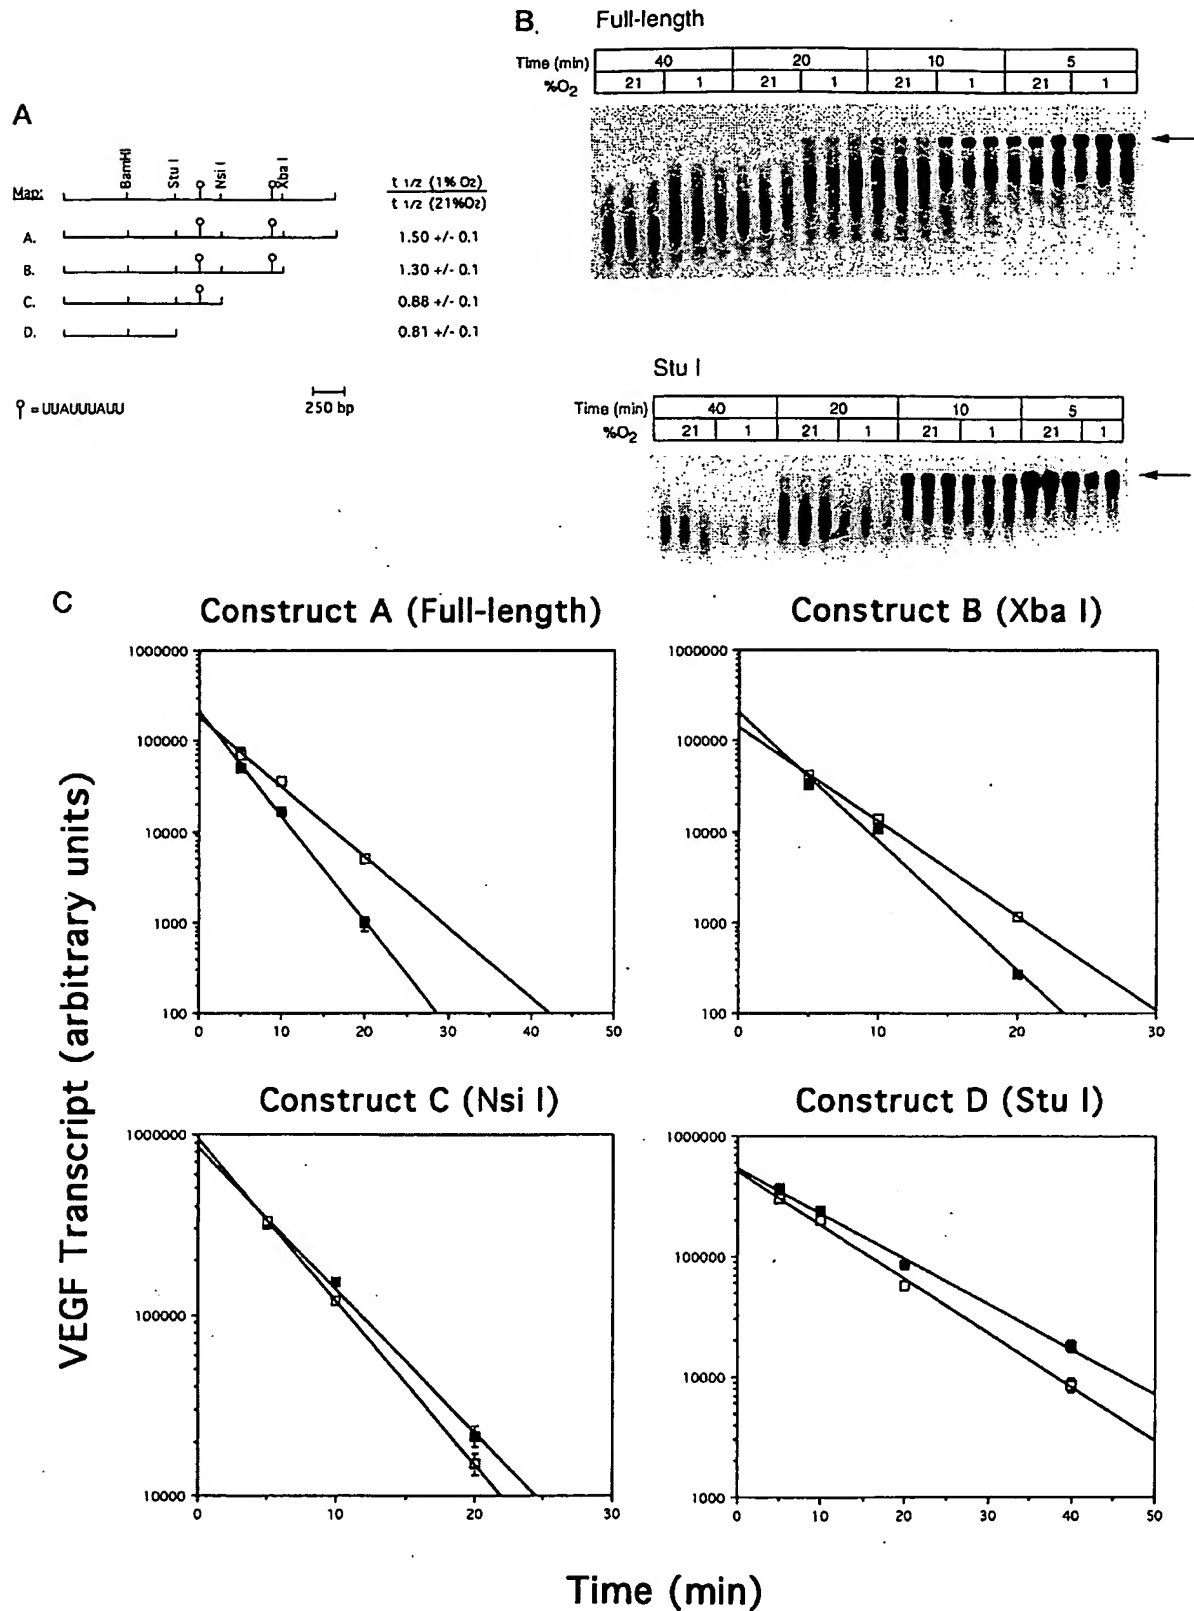 A
BamHI
Stu I
Nsi I
Xba I
Map:
t 1/2 (1% O2)
t 1/2 (21%O2)
A. 1.50 +/- 0.1
B. 1.30 +/- 0.1
C. 0.88 +/- 0.1
D. 0.81 +/- 0.1
= UUAUUUAUU
250 bp
B. Full-length
Time (min) 40 20 10 5
%O2 21 1 21 1 21 1 21 1
Stu I
Time (min) 40 20 10 5
%O2 21 1 21 1 21 1 21 1
C
Construct A (Full-length)
1000000
100000
10000
1000
100
0 10 20 30 40 50
Construct B (Xba I)
1000000
100000
10000
1000
100
0 10 20 30
Construct C (Nsi I)
1000000
100000
10000
0 10 20 30
Construct D (Stu I)
1000000
100000
10000
1000
0 10 20 30 40 50
VEGF Transcript (arbitrary units)
Time (min)